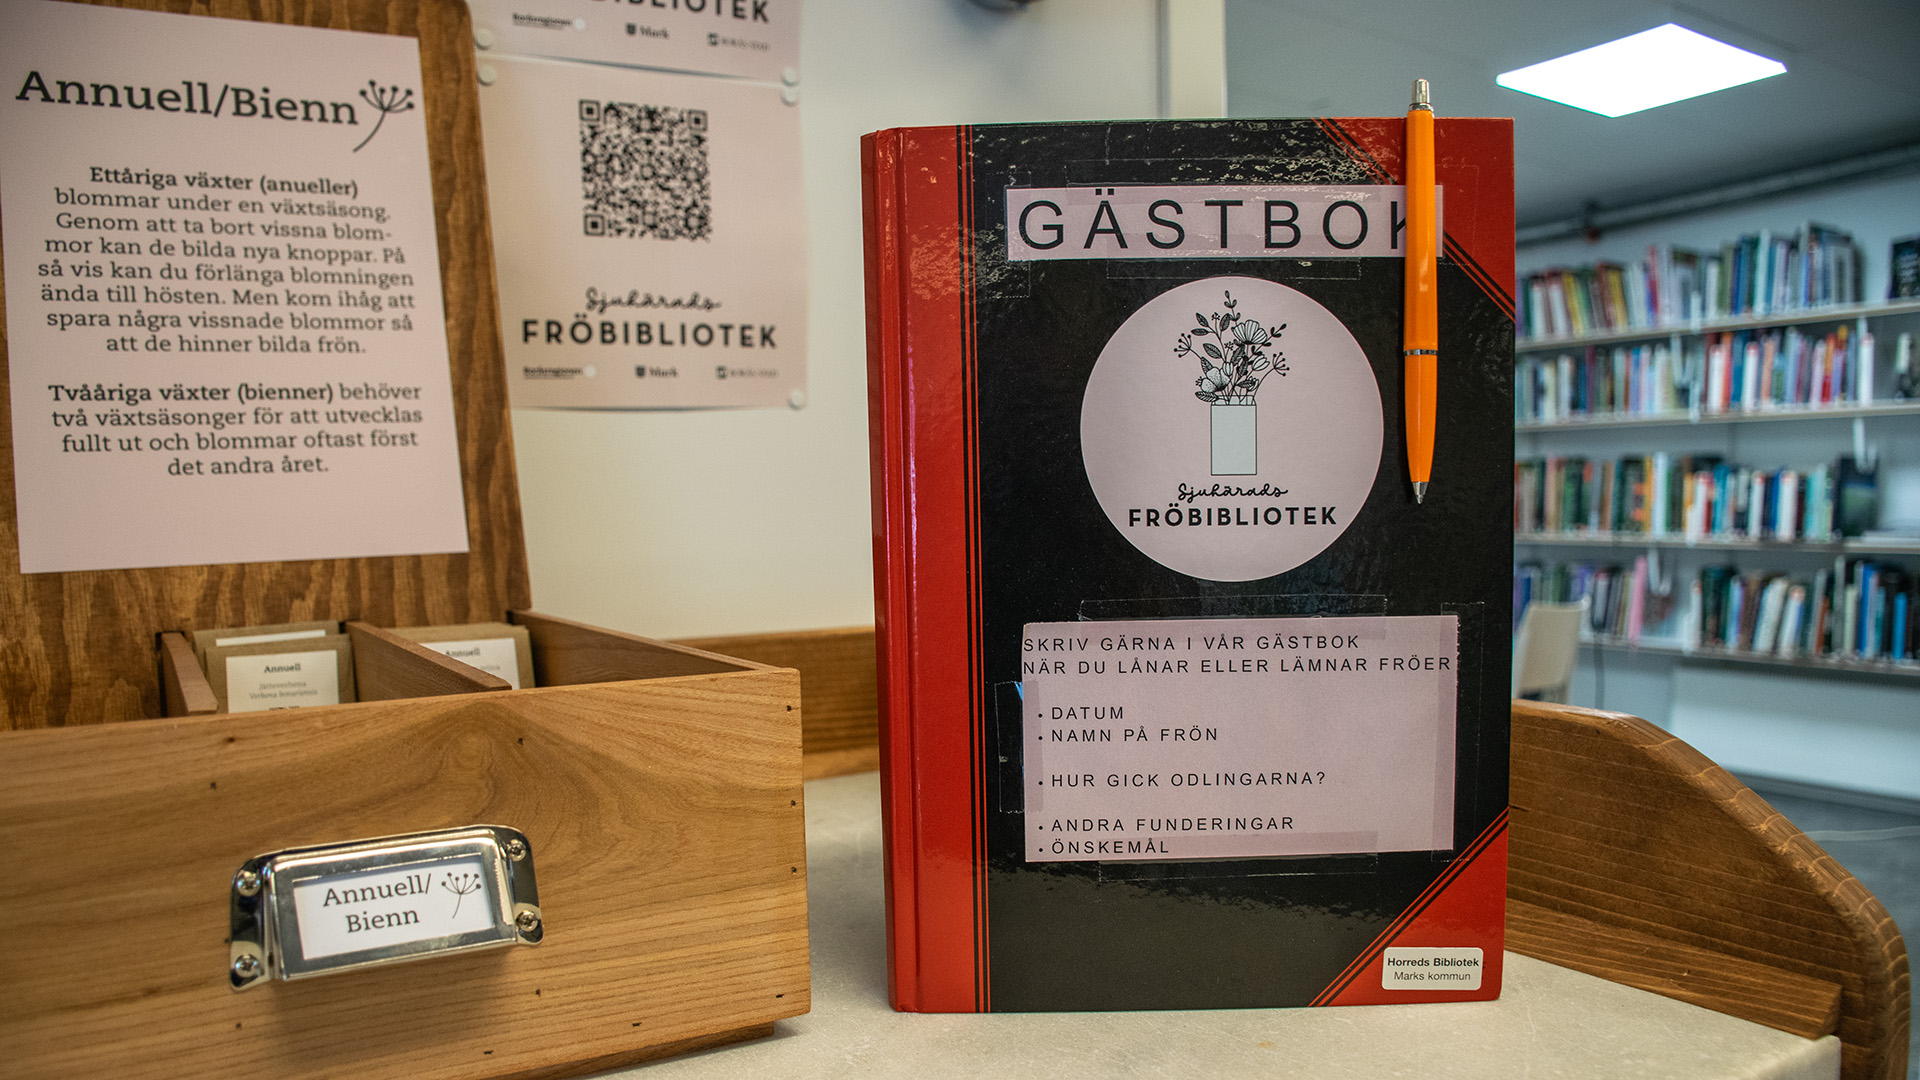 Annuell/Bienn
Ettåriga växter (anueller)
blommar under en växtsäsong.
Genom att ta bort vissna blom-
mor kan de bilda nya knoppar. På
så vis kan du förlänga blomningen
ända till hösten. Men kom ihåg att
spara några vissnade blommor så
att de hinner bilda frön.
Tvååriga växter (bienner) behöver
två växtsäsonger för att utvecklas
fullt ut och blommar oftast först
det andra året.
Annuell
Jätteverbena
Verbena bonariensis
Annuell
Annuell/
Bienn
Mark
Sjuhärads
FRÖBIBLIOTEK
Mark
GÄSTBOK
Sjuhärads
FRÖBIBLIOTEK
SKRIV GÄRNA I VÅR GÄSTBOK
NÄR DU LÅNAR ELLER LÄMNAR FRÖER
• DATUM
• NAMN PÅ FRÖN
• HUR GICK ODLINGARNA?
• ANDRA FUNDERINGAR
• ÖNSKEMÅL
Horreds Bibliotek
Marks kommun